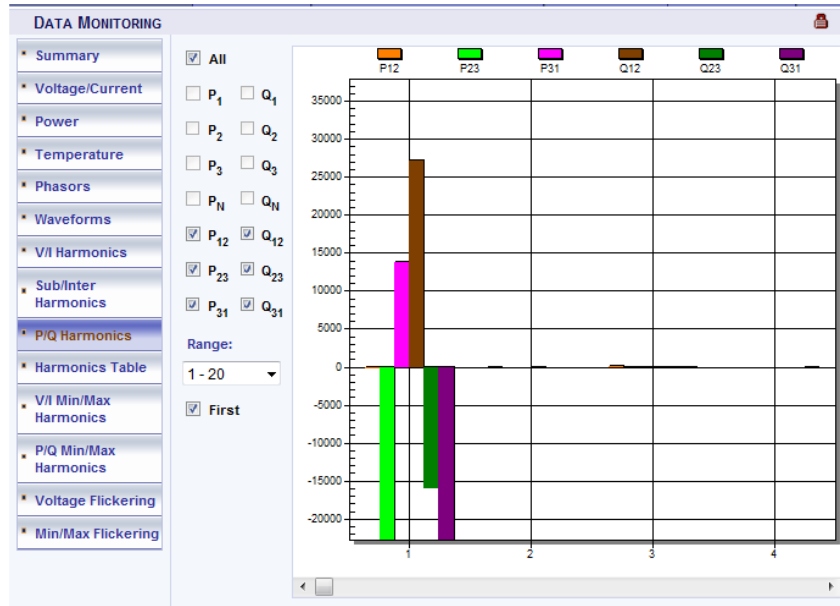 DATA MONITORING
Summary
Voltage/Current
Power
Temperature
Phasors
Waveforms
V/I Harmonics
Sub/Inter
Harmonics
P/Q Harmonics
Harmonics Table
V/I Min/Max
Harmonics
P/Q Min/Max
Harmonics
Voltage Flickering
Min/Max Flickering
All
P1 Q1
P2 Q2
P3 Q3
PN QN
P12 Q12
P23 Q23
P31 Q31
Range:
1 - 20
First
P12 P23 P31 Q12 Q23 Q31
35000
30000
25000
20000
15000
10000
5000
0
-5000
-10000
-15000
-20000
1 2 3 4